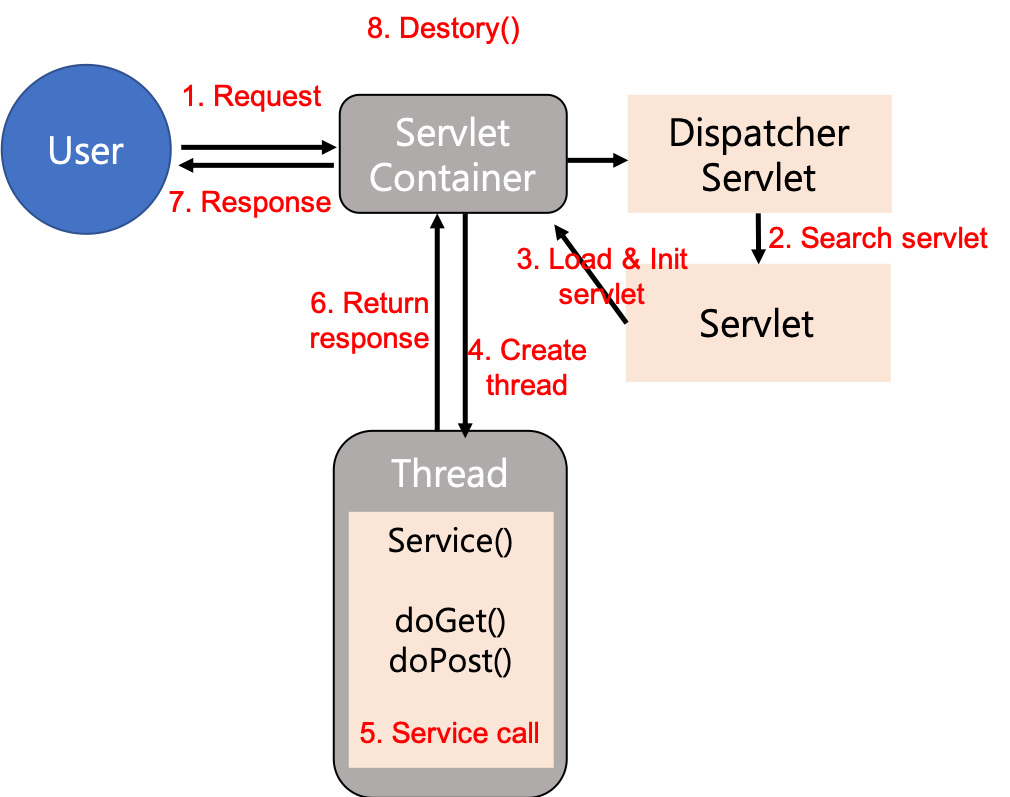 8. Destory()
1. Request
User
Servlet
Container
Dispatcher
Servlet
7. Response
2. Search servlet
3. Load & Init
servlet
Servlet
6. Return
response
4. Create
thread
Thread
Service()
doGet()
doPost()
5. Service call